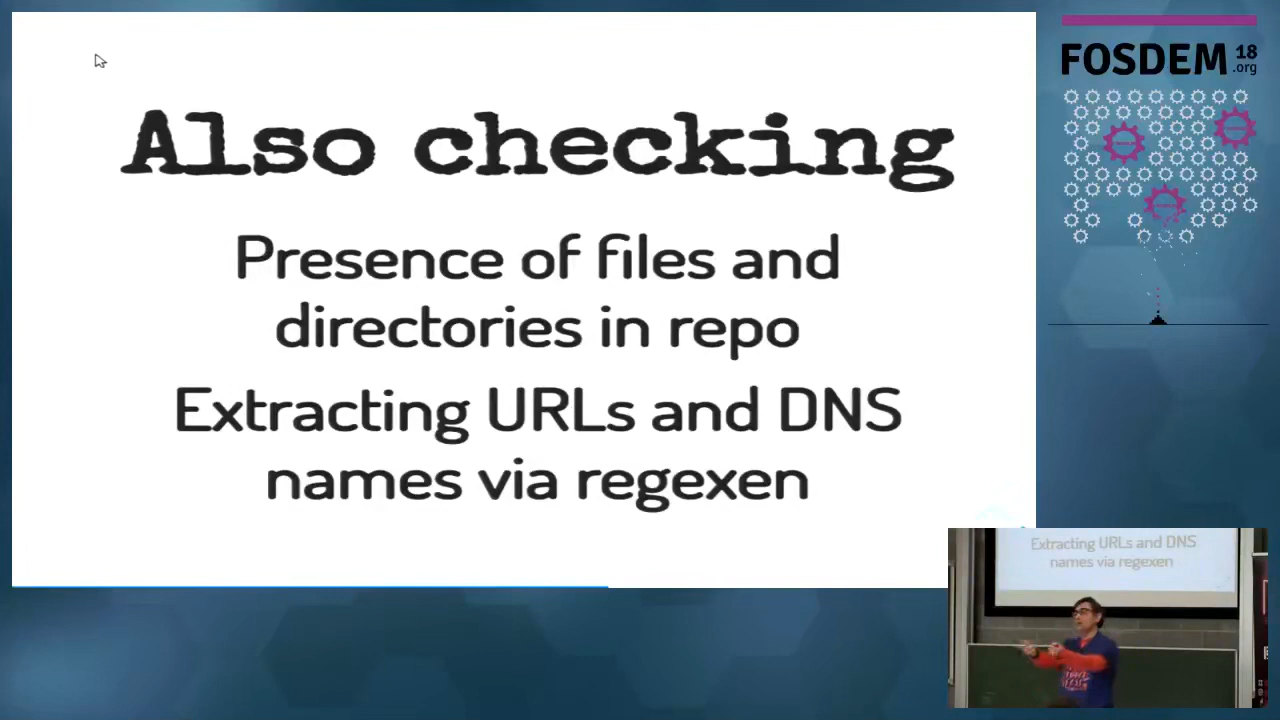 Also checking
Presence of files and
directories in repo
Extracting URLs and DNS
names via regexen
FOSDEM 18
.org
Extracting URLs and DNS
names via regexen